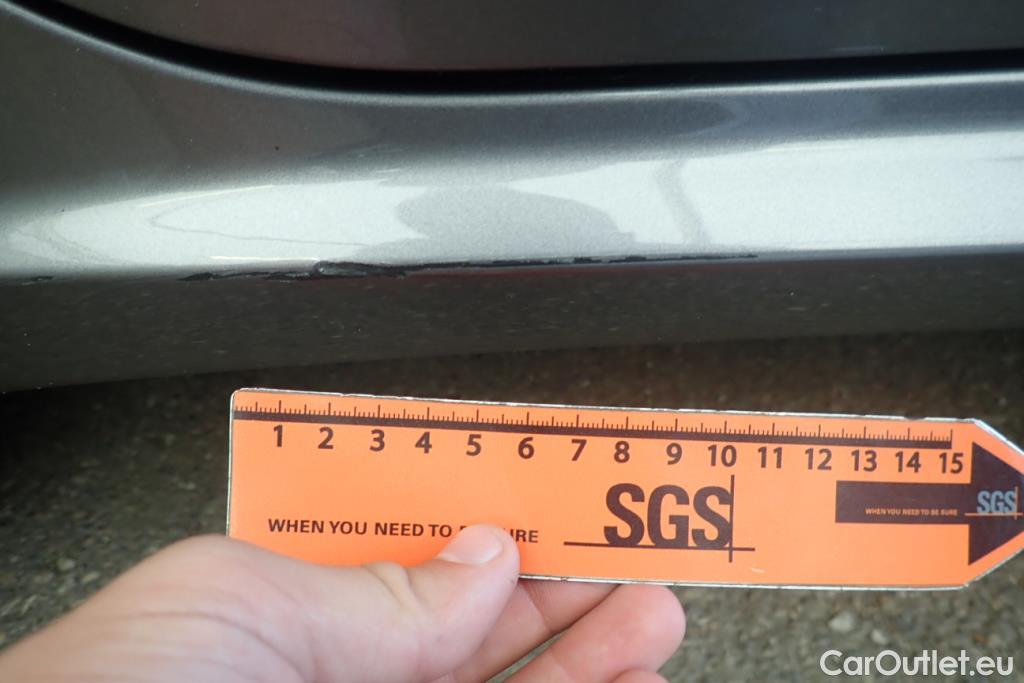 1 2 3 4 5 6 7 8 9 10 11 12 13 14 15
SGS
WHEN YOU NEED TO BE SURE
SGS
WHEN YOU NEED TO URE
CarOutlet.eu